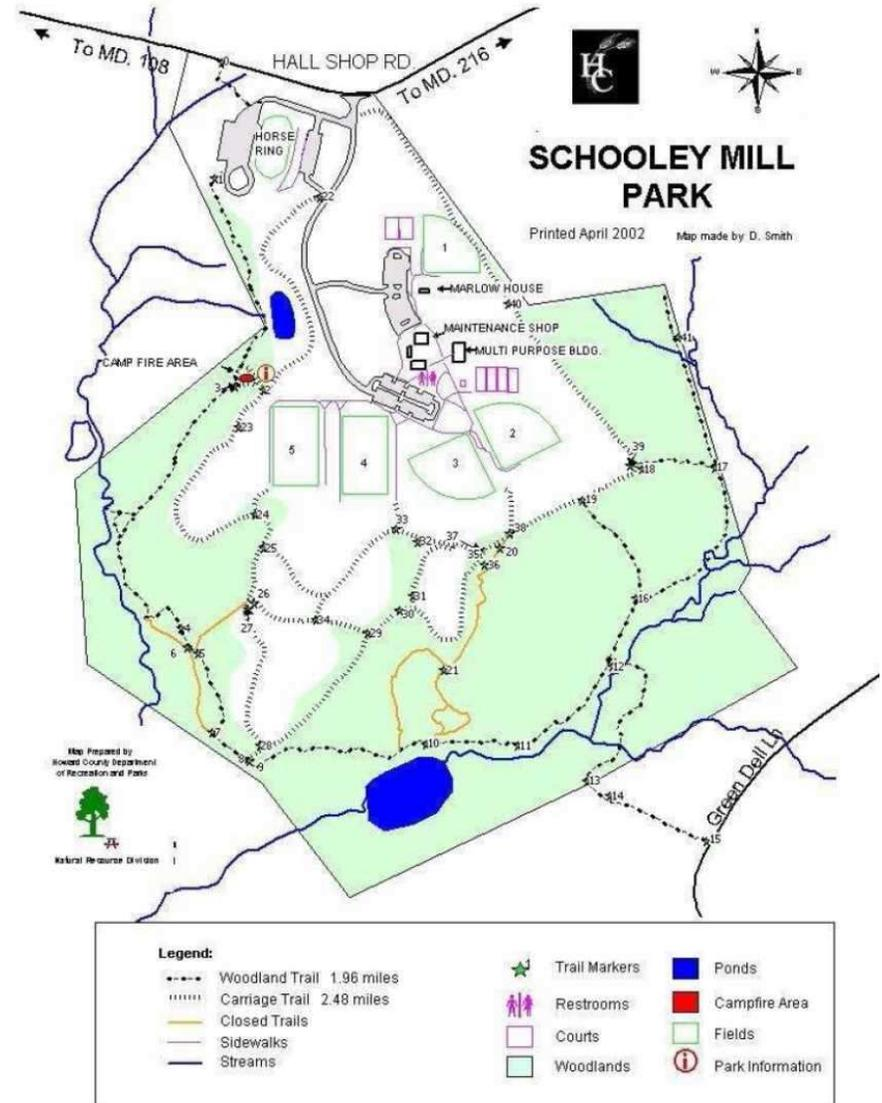 To MD. 108
HALL SHOP RD
To MD. 216
HC
N
W
E
S
SCHOOLEY MILL
PARK
Printed April 2002
Map made by D. Smith
HORSE
RING
1
22
1
MARLOW HOUSE
40
MAINTENANCE SHOP
MULTI PURPOSE BLDG.
41
CAMP FIRE AREA
3
2
23
5
4
3
2
39
18
17
19
24
33
38
32
37
35
20
25
36
26
31
16
27
30
34
29
4
6
5
12
21
7
28
10
11
8
9
13
14
15
Green Dell Ln
Map Prepared by
Howard County Department
of Recreation and Parks
Natural Resource Division
Legend:
Woodland Trail 1.96 miles
Carriage Trail 2.48 miles
Closed Trails
Sidewalks
Streams
1
Trail Markers
Restrooms
Courts
Woodlands
Ponds
Campfire Area
Fields
i
Park Information